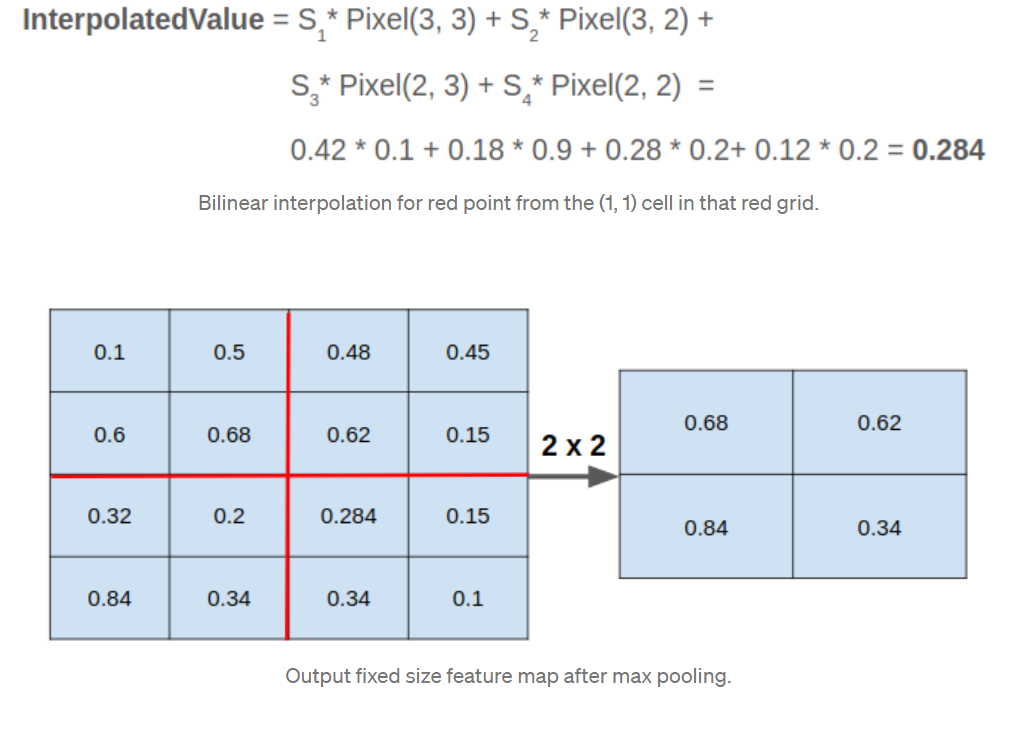 InterpolatedValue = S1* Pixel(3, 3) + S2* Pixel(3, 2) +
S3* Pixel(2, 3) + S4* Pixel(2, 2) =
0.42 * 0.1 + 0.18 * 0.9 + 0.28 * 0.2+ 0.12 * 0.2 = 0.284
Bilinear interpolation for red point from the (1, 1) cell in that red grid.
0.1 0.5 0.48 0.45
0.6 0.68 0.62 0.15
0.32 0.2 0.284 0.15
0.84 0.34 0.34 0.1
2 x 2
0.68 0.62
0.84 0.34
Output fixed size feature map after max pooling.